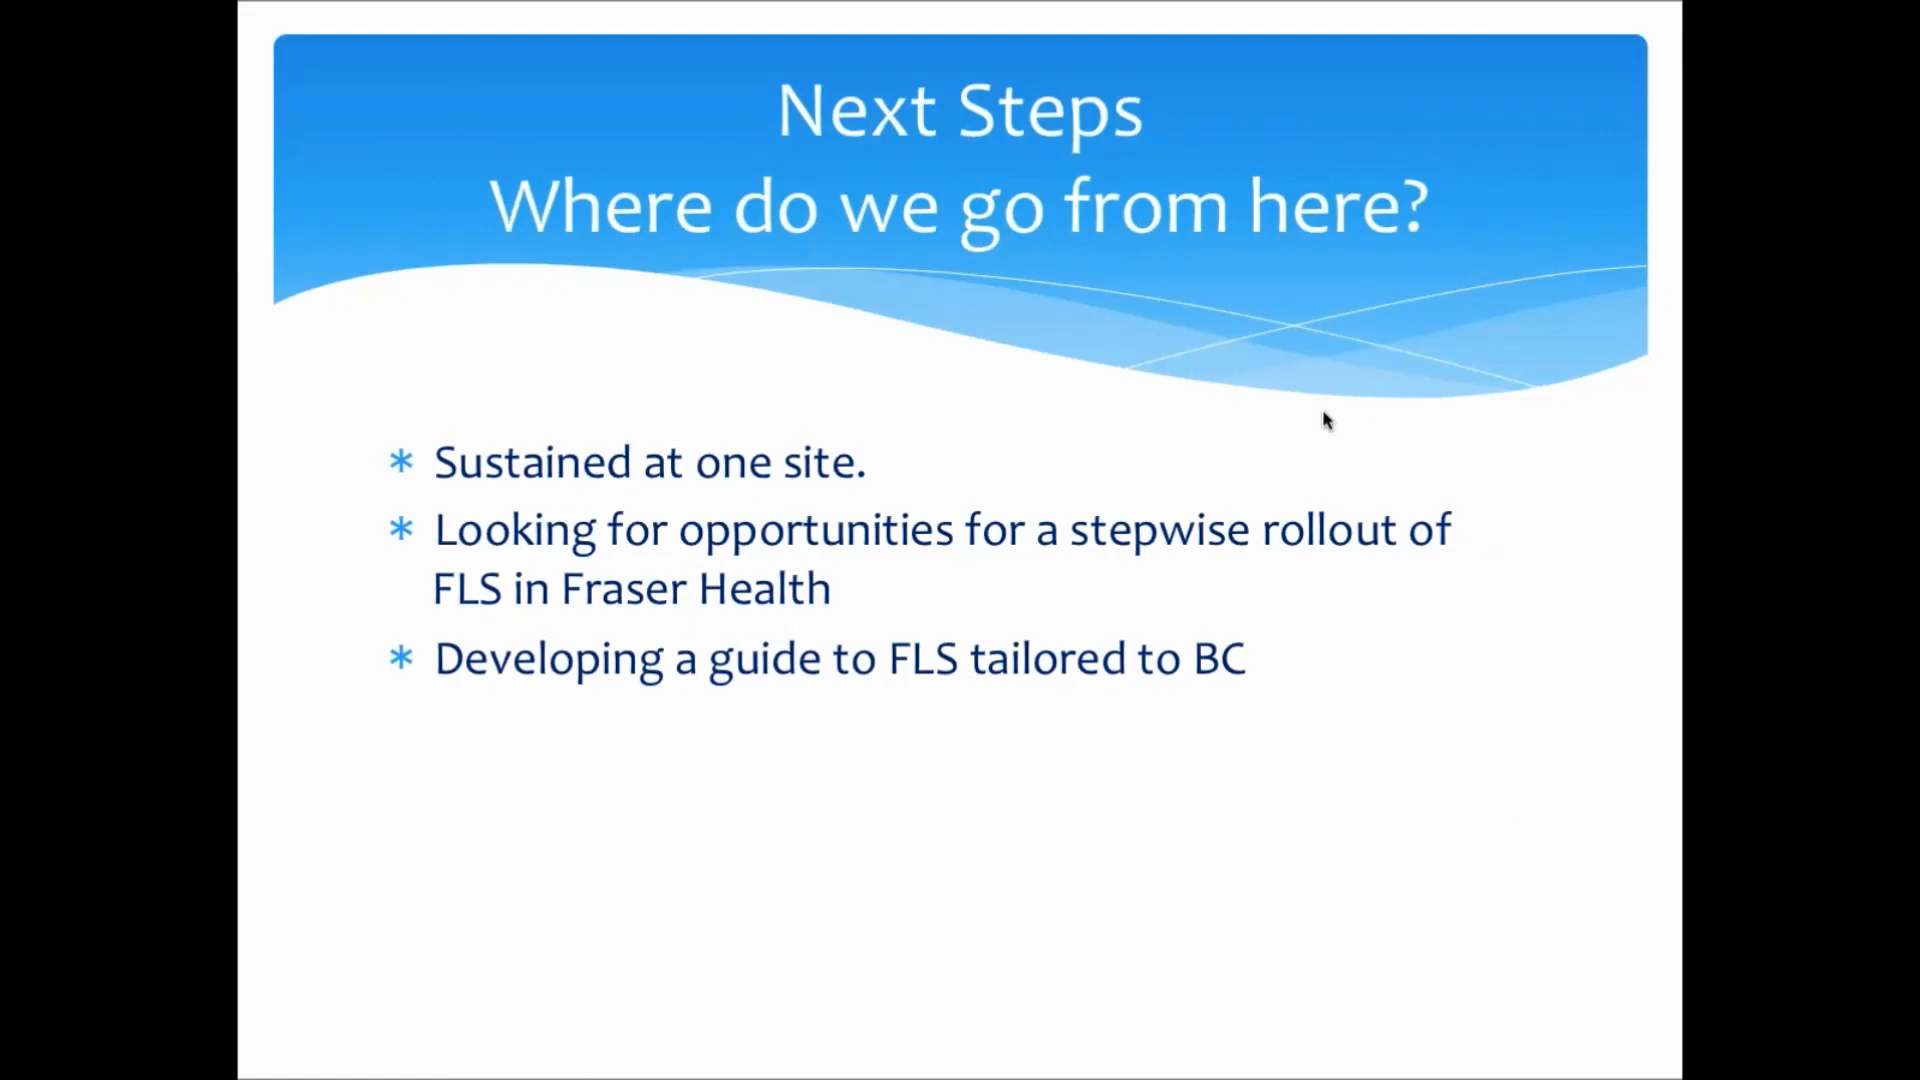 Next Steps
Where do we go from here?
* Sustained at one site.
* Looking for opportunities for a stepwise rollout of
FLS in Fraser Health
* Developing a guide to FLS tailored to BC